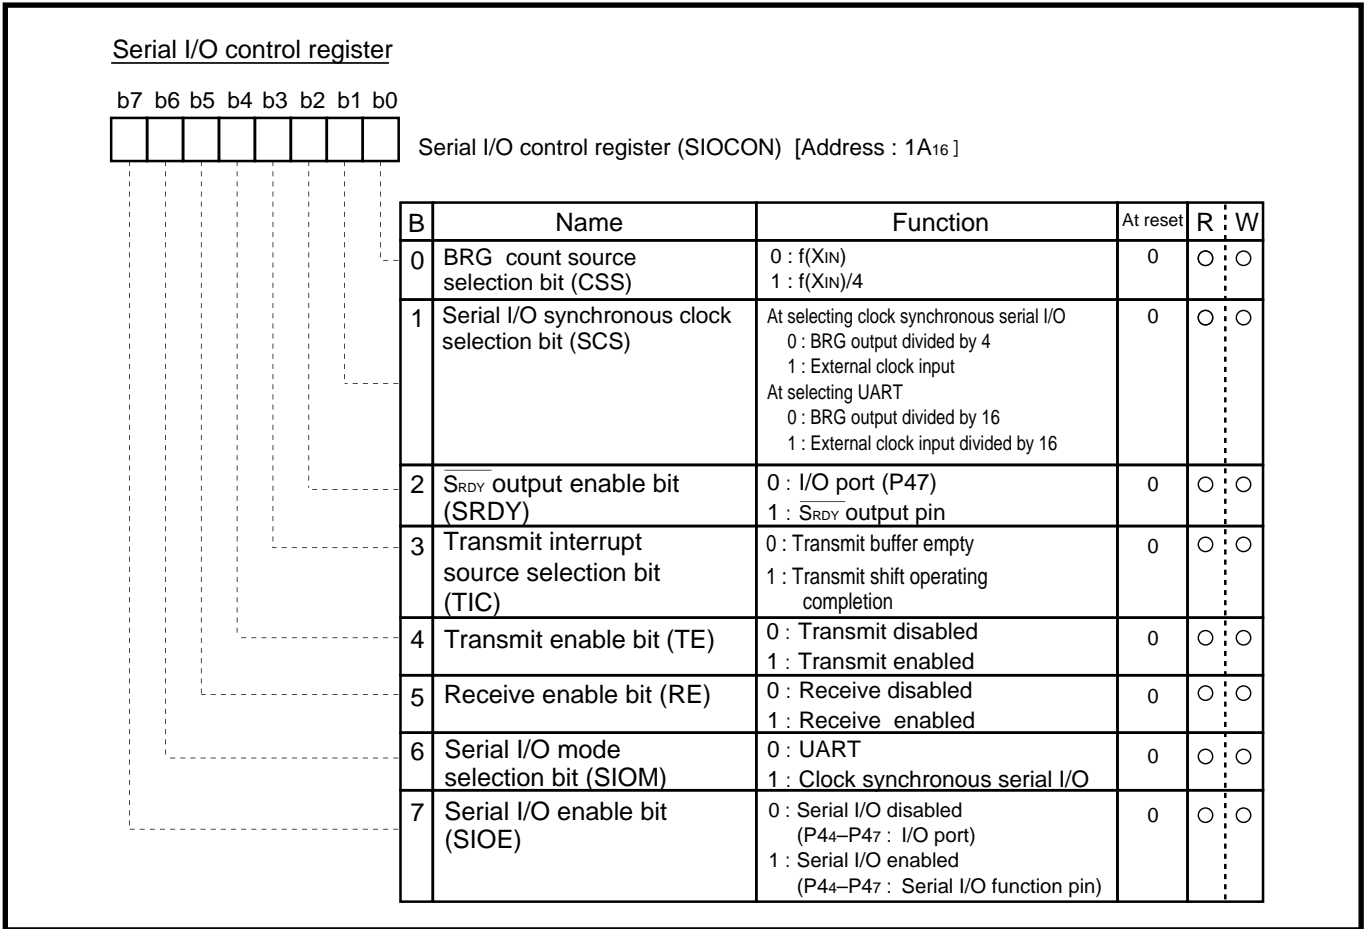 Serial I/O control register
b7 b6 b5 b4 b3 b2 b1 b0
Serial I/O control register (SIOCON) [Address : 1A16 ]
B Name Function At reset R W
0 BRG count source selection bit (CSS) 0 : f(XIN) 0 ○ ○
1 : f(XIN)/4
1 Serial I/O synchronous clock selection bit (SCS) At selecting clock synchronous serial I/O 0 ○ ○
0 : BRG output divided by 4
1 : External clock input
At selecting UART
0 : BRG output divided by 16
1 : External clock input divided by 16
2 SRDY output enable bit (SRDY) 0 : I/O port (P47) 0 ○ ○
1 : SRDY output pin
3 Transmit interrupt source selection bit (TIC) 0 : Transmit buffer empty 0 ○ ○
1 : Transmit shift operating
completion
4 Transmit enable bit (TE) 0 : Transmit disabled 0 ○ ○
1 : Transmit enabled
5 Receive enable bit (RE) 0 : Receive disabled 0 ○ ○
1 : Receive enabled
6 Serial I/O mode selection bit (SIOM) 0 : UART 0 ○ ○
1 : Clock synchronous serial I/O
7 Serial I/O enable bit (SIOE) 0 : Serial I/O disabled 0 ○ ○
(P44–P47 : I/O port)
1 : Serial I/O enabled
(P44–P47 : Serial I/O function pin)